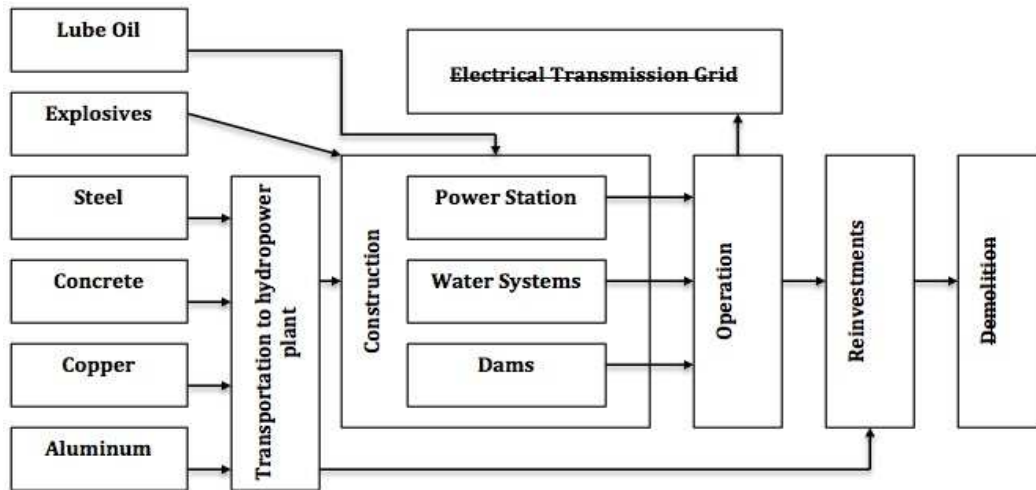 Lube Oil
Explosives
Steel
Concrete
Copper
Aluminum
Transportation to hydropower
plant
Construction
Power Station
Water Systems
Dams
Electrical Transmission Grid
Operation
Reinvestments
Demolition